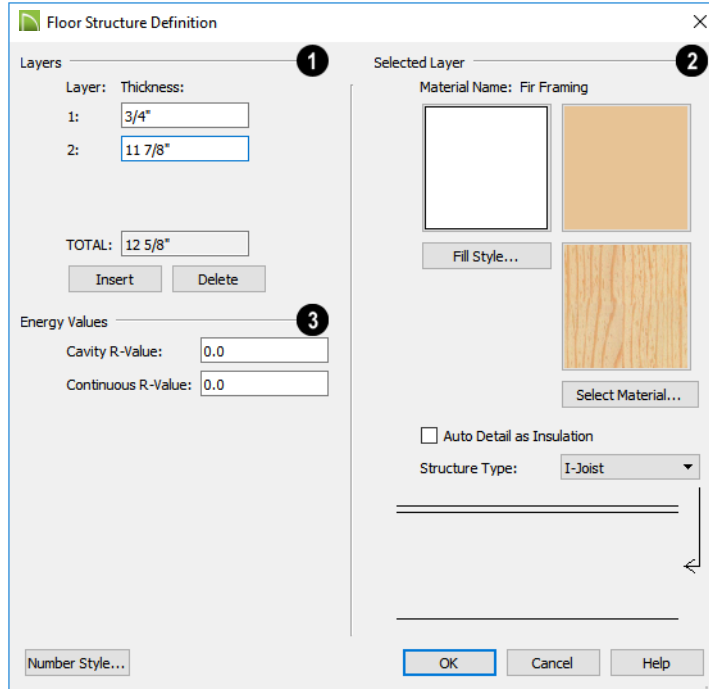 Floor Structure Definition
Layers 1
Layer: Thickness:
1: 3/4"
2: 11 7/8"
TOTAL: 12 5/8"
Insert Delete
Energy Values 3
Cavity R-Value: 0.0
Continuous R-Value: 0.0
Selected Layer 2
Material Name: Fir Framing
Fill Style...
Select Material...
Auto Detail as Insulation
Structure Type: I-Joist
Number Style... OK Cancel Help